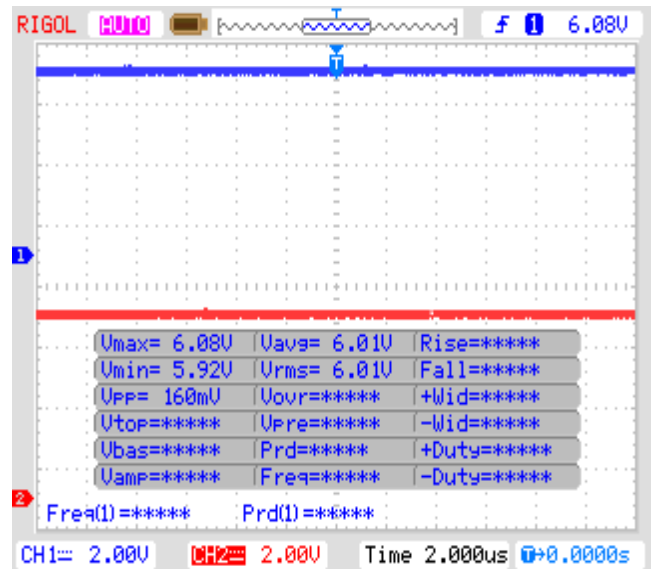 RIGOL AUTO T f 1 6.08V
T
1
Vmax= 6.08V Vavg= 6.01V Rise=*****
Vmin= 5.92V Vrms= 6.01V Fall=*****
VPP= 160mV Vovr=***** +Wid=*****
Vtop=***** Vpre=***** -Wid=*****
Vbas=***** Prd=***** +Duty=*****
Vamp=***** Freq=***** -Duty=*****
2
Freq(1)=***** Prd(1)=*****
CH1 2.00V CH2 2.00V Time 2.000us T→0.0000s